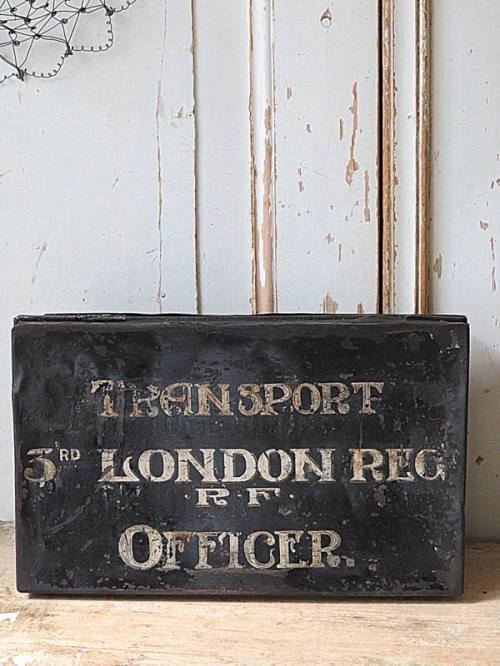 TRANSPORT
3RD LONDON REG
R F
OFFICER.